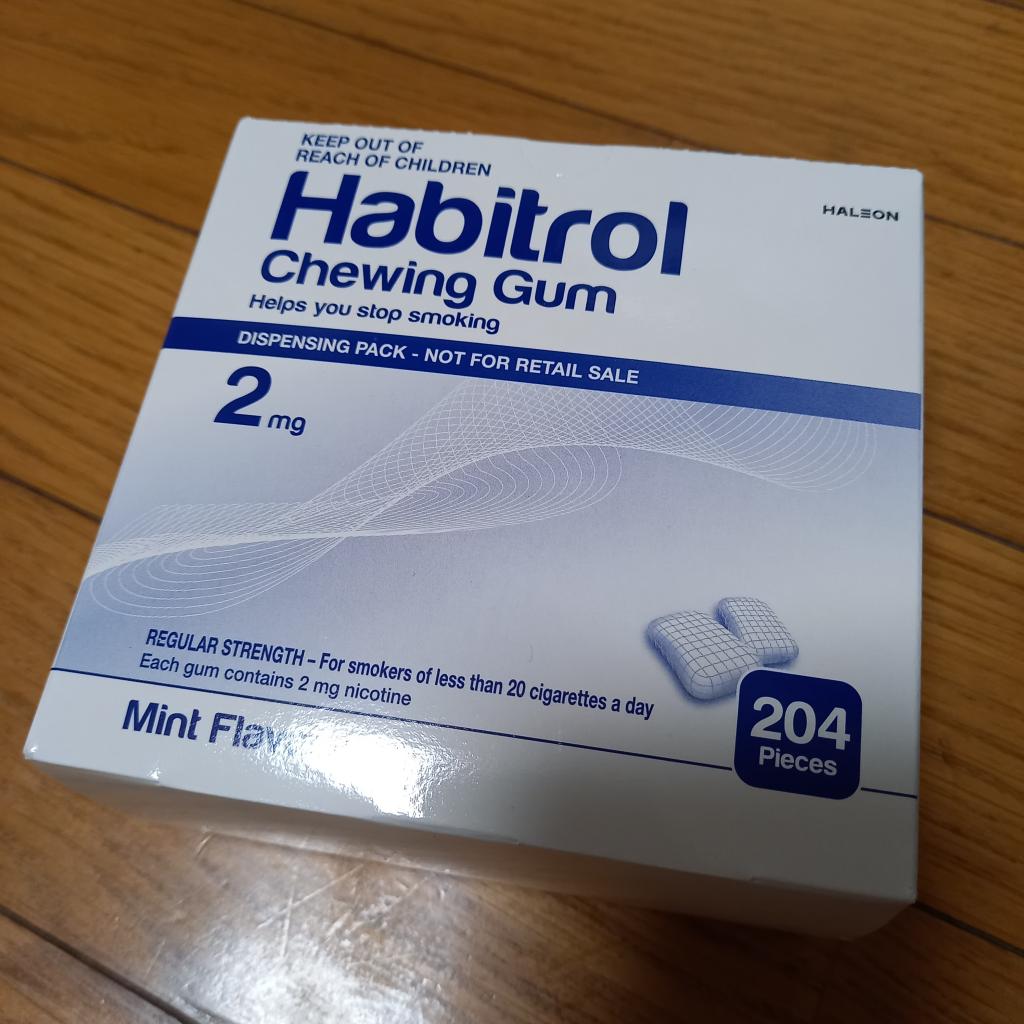 KEEP OUT OF
REACH OF CHILDREN
Habitrol
HALEON
Chewing Gum
Helps you stop smoking
DISPENSING PACK - NOT FOR RETAIL SALE
2 mg
REGULAR STRENGTH – For smokers of less than 20 cigarettes a day
Each gum contains 2 mg nicotine
Mint
204
Pieces